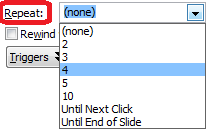 Repeat: (none)
(none)
Rewind
2
3
Triggers
4
5
10
Until Next Click
Until End of Slide